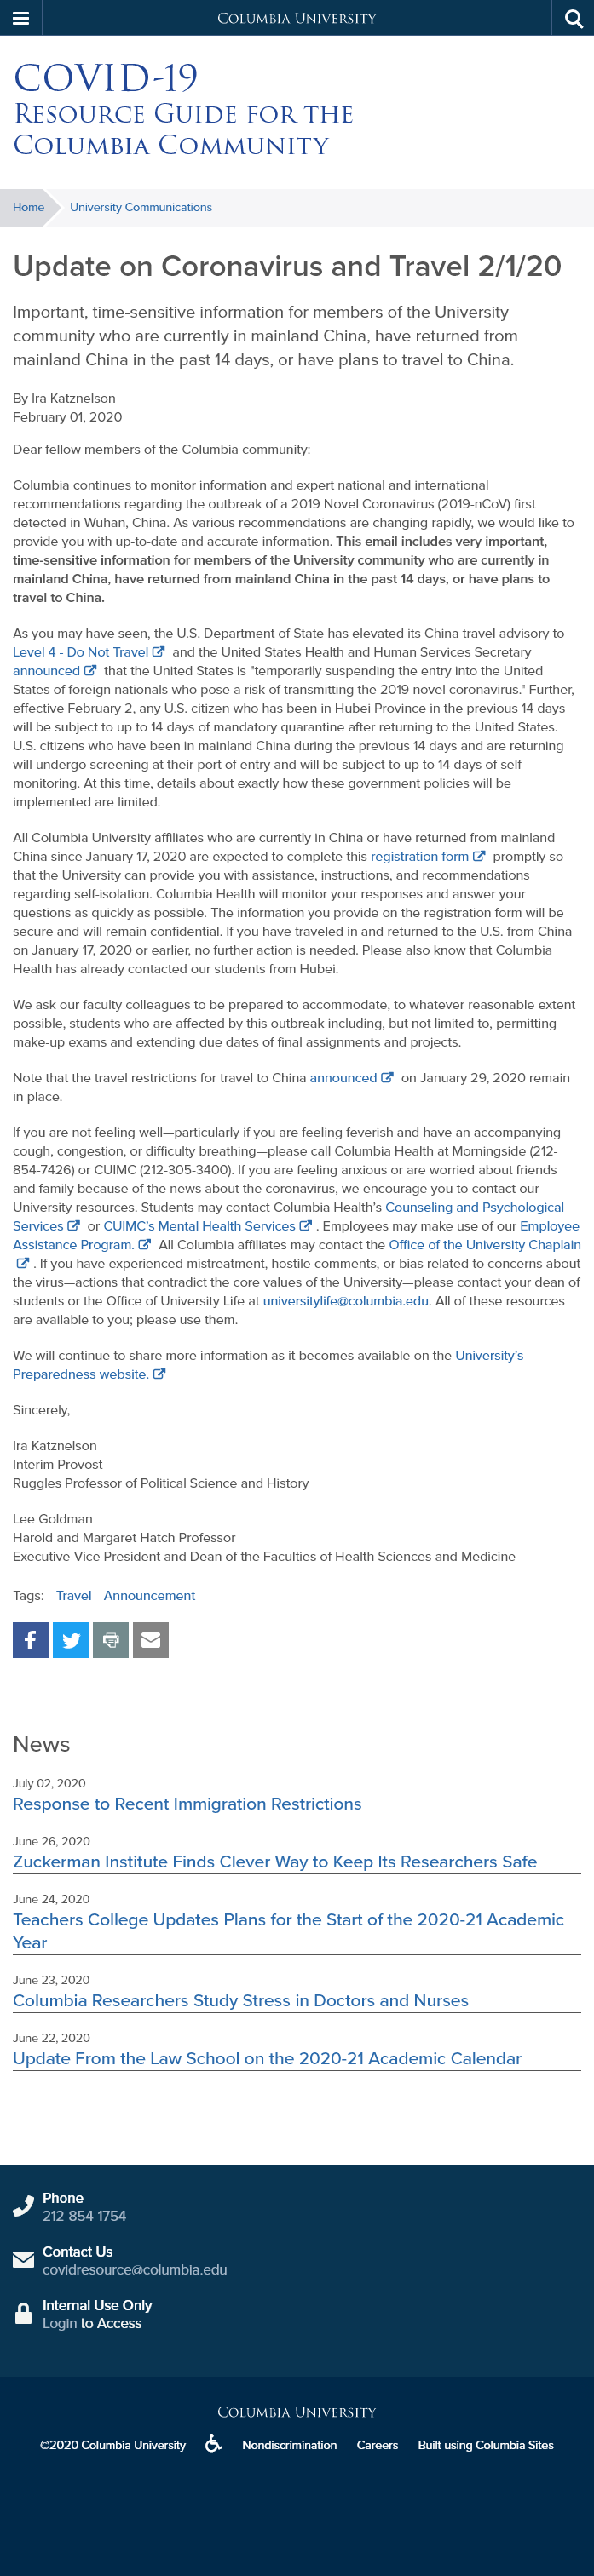 COLUMBIA UNIVERSITY
COVID-19
RESOURCE GUIDE FOR THE
COLUMBIA COMMUNITY
Home University Communications
Update on Coronavirus and Travel 2/1/20
Important, time-sensitive information for members of the University
community who are currently in mainland China, have returned from
mainland China in the past 14 days, or have plans to travel to China.
By Ira Katznelson
February 01, 2020
Dear fellow members of the Columbia community:
Columbia continues to monitor information and expert national and international
recommendations regarding the outbreak of a 2019 Novel Coronavirus (2019-nCoV) first
detected in Wuhan, China. As various recommendations are changing rapidly, we would like to
provide you with up-to-date and accurate information. This email includes very important,
time-sensitive information for members of the University community who are currently in
mainland China, have returned from mainland China in the past 14 days, or have plans to
travel to China.
As you may have seen, the U.S. Department of State has elevated its China travel advisory to
Level 4 - Do Not Travel and the United States Health and Human Services Secretary
announced that the United States is "temporarily suspending the entry into the United
States of foreign nationals who pose a risk of transmitting the 2019 novel coronavirus." Further,
effective February 2, any U.S. citizen who has been in Hubei Province in the previous 14 days
will be subject to up to 14 days of mandatory quarantine after returning to the United States.
U.S. citizens who have been in mainland China during the previous 14 days and are returning
will undergo screening at their port of entry and will be subject to up to 14 days of self-
monitoring. At this time, details about exactly how these government policies will be
implemented are limited.
All Columbia University affiliates who are currently in China or have returned from mainland
China since January 17, 2020 are expected to complete this registration form promptly so
that the University can provide you with assistance, instructions, and recommendations
regarding self-isolation. Columbia Health will monitor your responses and answer your
questions as quickly as possible. The information you provide on the registration form will be
secure and will remain confidential. If you have traveled in and returned to the U.S. from China
on January 17, 2020 or earlier, no further action is needed. Please also know that Columbia
Health has already contacted our students from Hubei.
We ask our faculty colleagues to be prepared to accommodate, to whatever reasonable extent
possible, students who are affected by this outbreak including, but not limited to, permitting
make-up exams and extending due dates of final assignments and projects.
Note that the travel restrictions for travel to China announced on January 29, 2020 remain
in place.
If you are not feeling well—particularly if you are feeling feverish and have an accompanying
cough, congestion, or difficulty breathing—please call Columbia Health at Morningside (212-
854-7426) or CUIMC (212-305-3400). If you are feeling anxious or are worried about friends
and family because of the news about the coronavirus, we encourage you to contact our
University resources. Students may contact Columbia Health's Counseling and Psychological
Services or CUIMC's Mental Health Services . Employees may make use of our Employee
Assistance Program. All Columbia affiliates may contact the Office of the University Chaplain
. If you have experienced mistreatment, hostile comments, or bias related to concerns about
the virus—actions that contradict the core values of the University—please contact your dean of
students or the Office of University Life at universitylife@columbia.edu. All of these resources
are available to you; please use them.
We will continue to share more information as it becomes available on the University's
Preparedness website.
Sincerely,
Ira Katznelson
Interim Provost
Ruggles Professor of Political Science and History
Lee Goldman
Harold and Margaret Hatch Professor
Executive Vice President and Dean of the Faculties of Health Sciences and Medicine
Tags: Travel Announcement
News
July 02, 2020
Response to Recent Immigration Restrictions
June 26, 2020
Zuckerman Institute Finds Clever Way to Keep Its Researchers Safe
June 24, 2020
Teachers College Updates Plans for the Start of the 2020-21 Academic
Year
June 23, 2020
Columbia Researchers Study Stress in Doctors and Nurses
June 22, 2020
Update From the Law School on the 2020-21 Academic Calendar
Phone
212-854-1754
Contact Us
covidresource@columbia.edu
Internal Use Only
Login to Access
COLUMBIA UNIVERSITY
©2020 Columbia University Nondiscrimination Careers Built using Columbia Sites